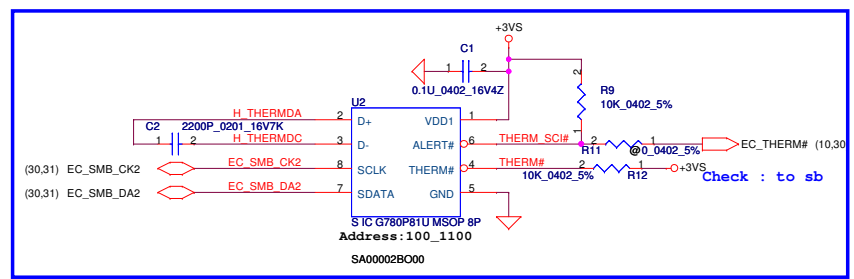 +3VS
C1
1
2
0.1U_0402_16V4Z
2
R9
10K_0402_5%
1
U2
H_THERMDA
2
D+
VDD1
1
C2
2200P_0201_16V7K
1
2
H_THERMDC
3
D-
ALERT#
6
THERM_SCI#
2
1
R11
@0_0402_5%
EC_THERM# (10,30
(30,31) EC_SMB_CK2
EC_SMB_CK2
8
SCLK
THERM#
4
THERM#
2
1
10K_0402_5%
R12
+3VS
Check : to sb
(30,31) EC_SMB_DA2
EC_SMB_DA2
7
SDATA
GND
5
S IC G780P81U MSOP 8P
Address:100_1100
SA00002BO00